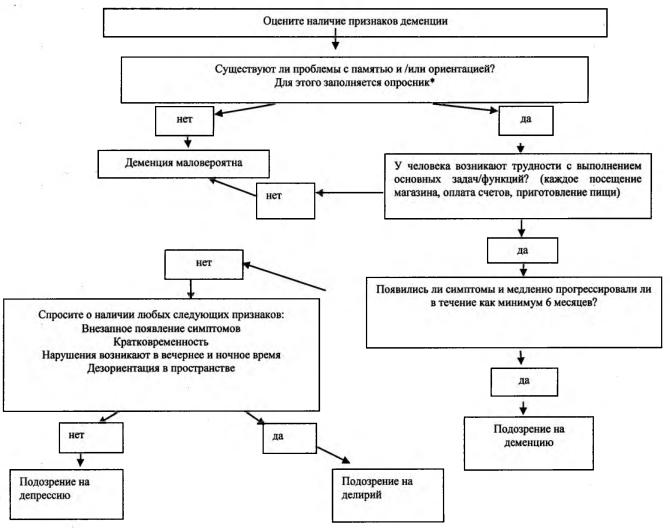 Оцените наличие признаков деменции
Существуют ли проблемы с памятью и /или ориентацией?
Для этого заполняется опросник*
нет
да
Деменция маловероятна
У человека возникают трудности с выполнением
основных задач/функций? (каждое посещение
магазина, оплата счетов, приготовление пищи)
нет
да
нет
Появились ли симптомы и медленно прогрессировали ли
в течение как минимум 6 месяцев?
Спросите о наличии любых следующих признаков:
Внезапное появление симптомов
Кратковременность
Нарушения возникают в вечернее и ночное время
Дезориентация в пространстве
да
нет
да
Подозрение на
деменцию
Подозрение на
депрессию
Подозрение на
делирий